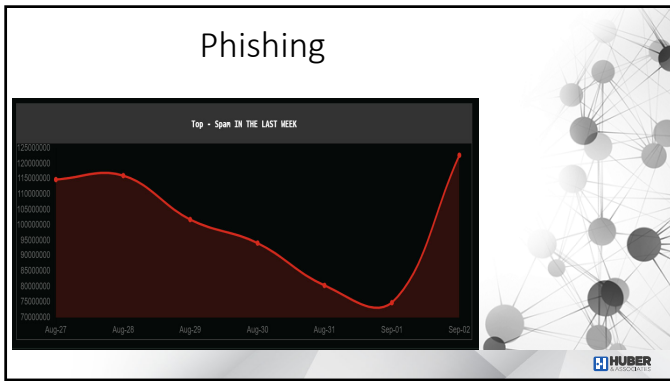 Phishing
Top - Spam IN THE LAST WEEK
125000000
120000000
115000000
110000000
105000000
100000000
95000000
90000000
85000000
80000000
75000000
70000000
Aug-27 Aug-28 Aug-29 Aug-30 Aug-31 Sep-01 Sep-02
HUBER
& ASSOCIATES